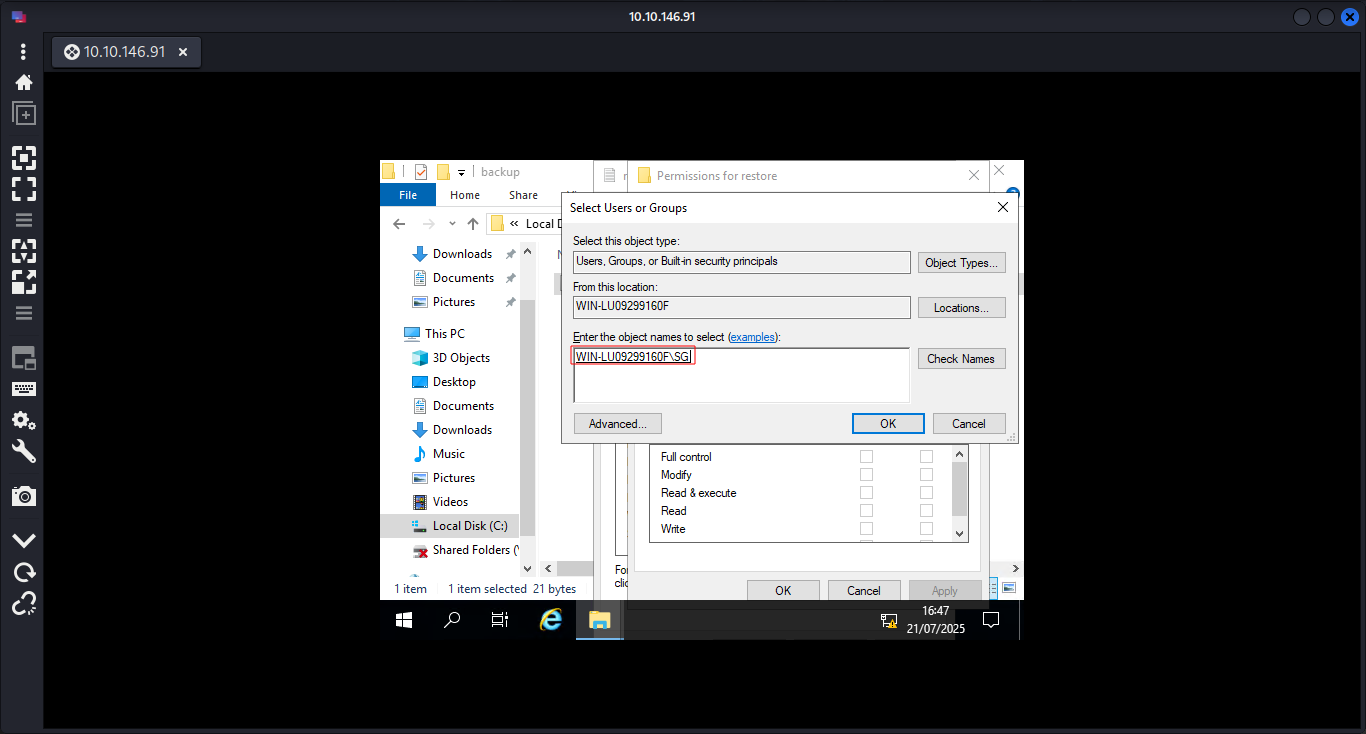 10.10.146.91
10.10.146.91
backup
File
Home
Share
Local
Downloads
Documents
Pictures
This PC
3D Objects
Desktop
Documents
Downloads
Music
Pictures
Videos
Local Disk (C:)
Shared Folders (
1 item
1 item selected 21 bytes
Permissions for restore
Select Users or Groups
Select this object type:
Users, Groups, or Built-in security principals
Object Types...
From this location:
WIN-LU09299160F
Locations...
Enter the object names to select (examples):
WIN-LU09299160F\SG
Check Names
Advanced...
OK
Cancel
Full control
Modify
Read & execute
Read
Write
OK
Cancel
Apply
16:47
21/07/2025